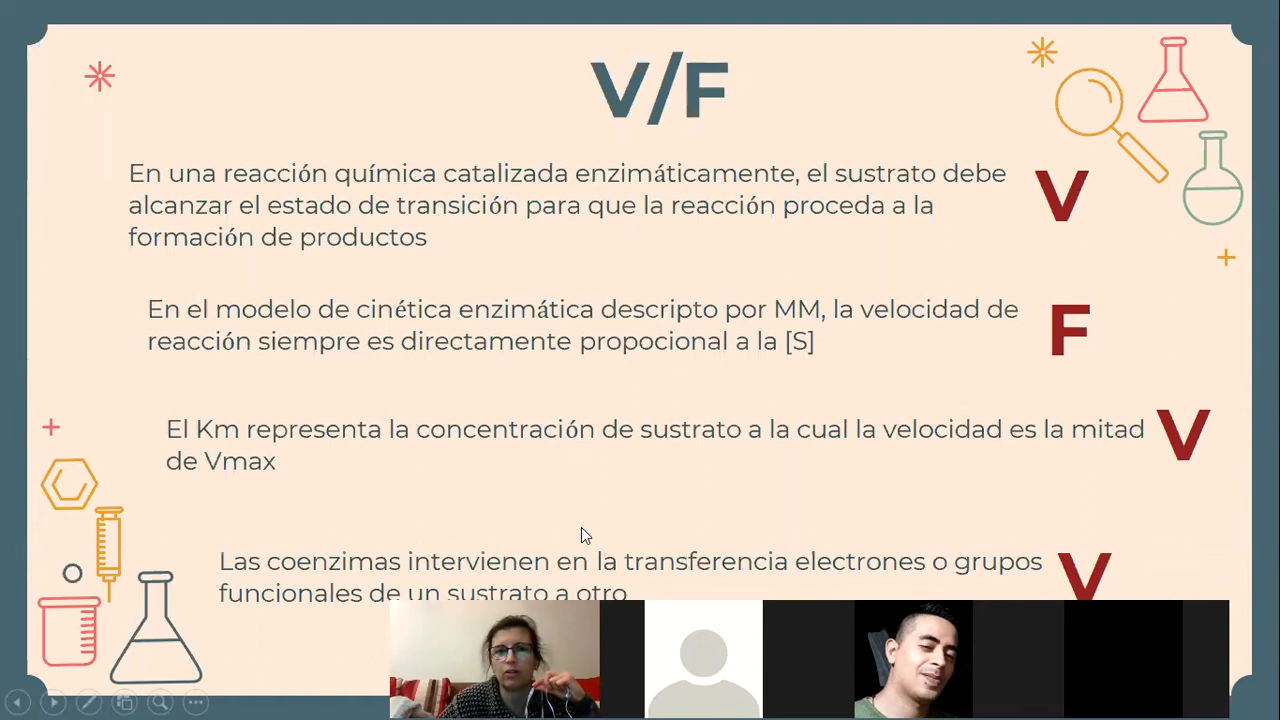 V/F
En una reacción química catalizada enzimáticamente, el sustrato debe
alcanzar el estado de transición para que la reacción proceda a la
formación de productos
V
En el modelo de cinética enzimática descripto por MM, la velocidad de
reacción siempre es directamente propocional a la [S]
F
El Km representa la concentración de sustrato a la cual la velocidad es la mitad
de Vmax
V
Las coenzimas intervienen en la transferencia electrones o grupos
funcionales de un sustrato a otro
V